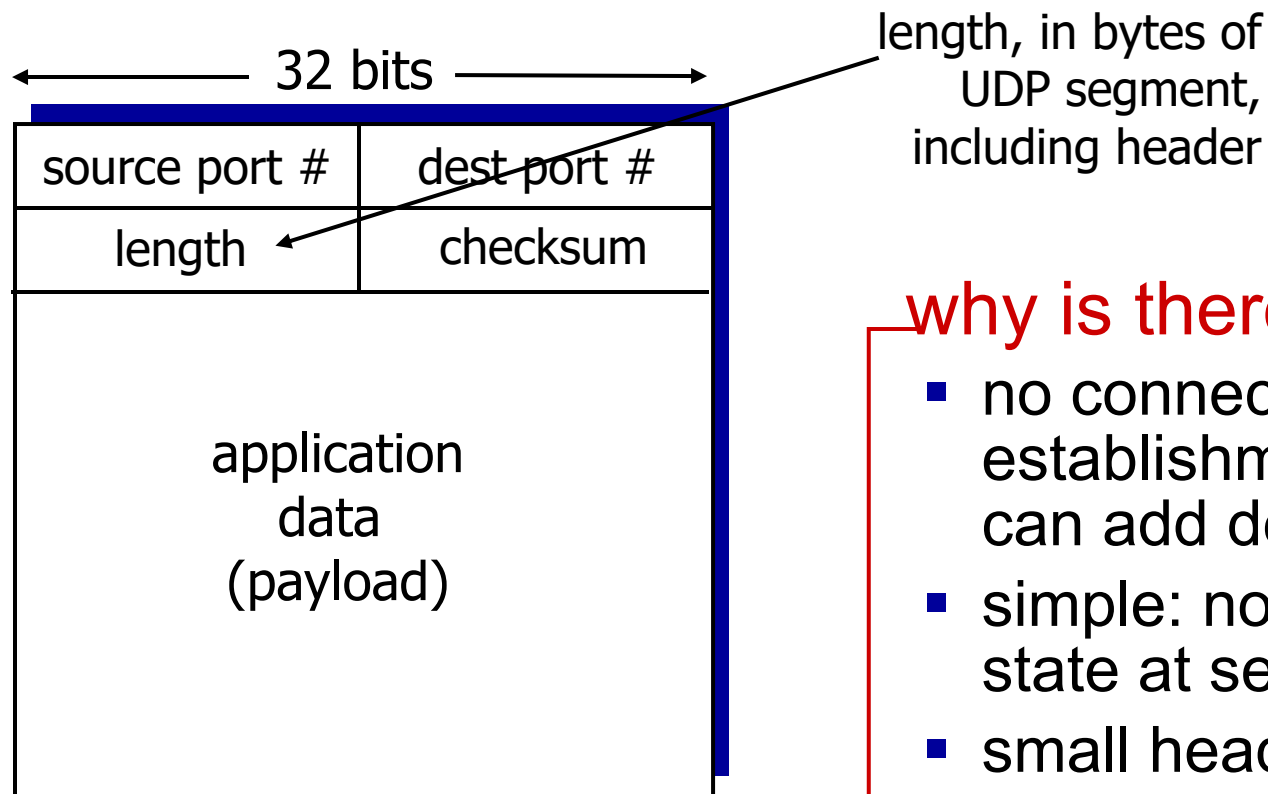 32 bits
source port #
dest port #
length
checksum
application
data
(payload)
length, in bytes of
UDP segment,
including header
why is there
no connec
establishm
can add de
simple: no
state at se
small head